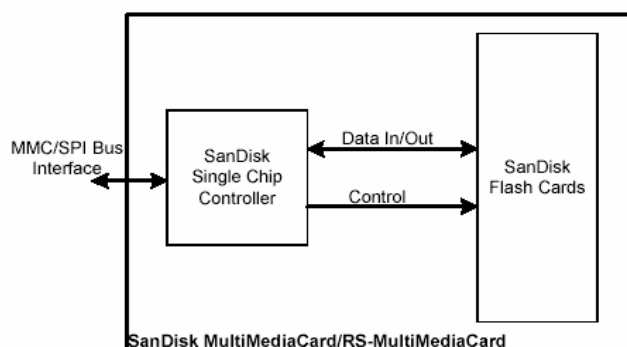 MMC/SPI Bus
Interface
SanDisk
Single Chip
Controller
Data In/Out
Control
SanDisk
Flash Cards
SanDisk MultiMediaCard/RS-MultiMediaCard